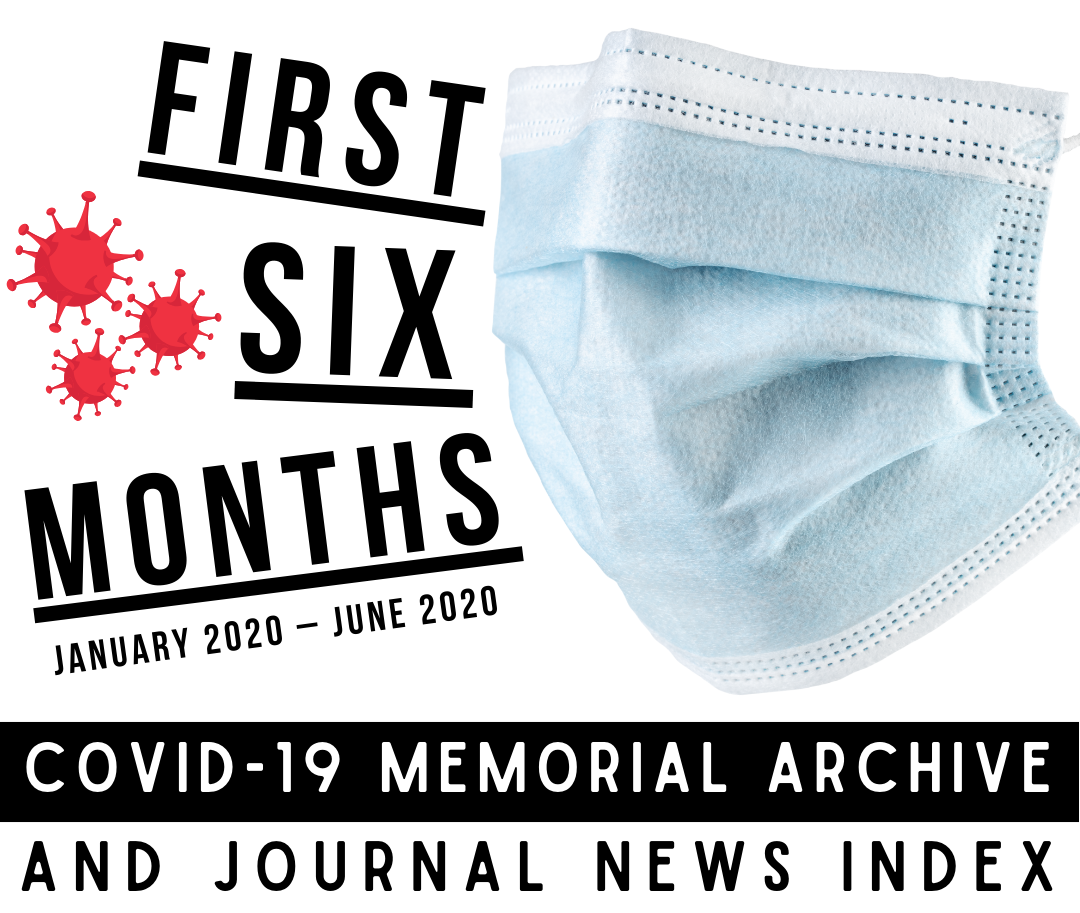 FIRST
SIX
MONTHS
JANUARY 2020 – JUNE 2020
COVID-19 MEMORIAL ARCHIVE
AND JOURNAL NEWS INDEX